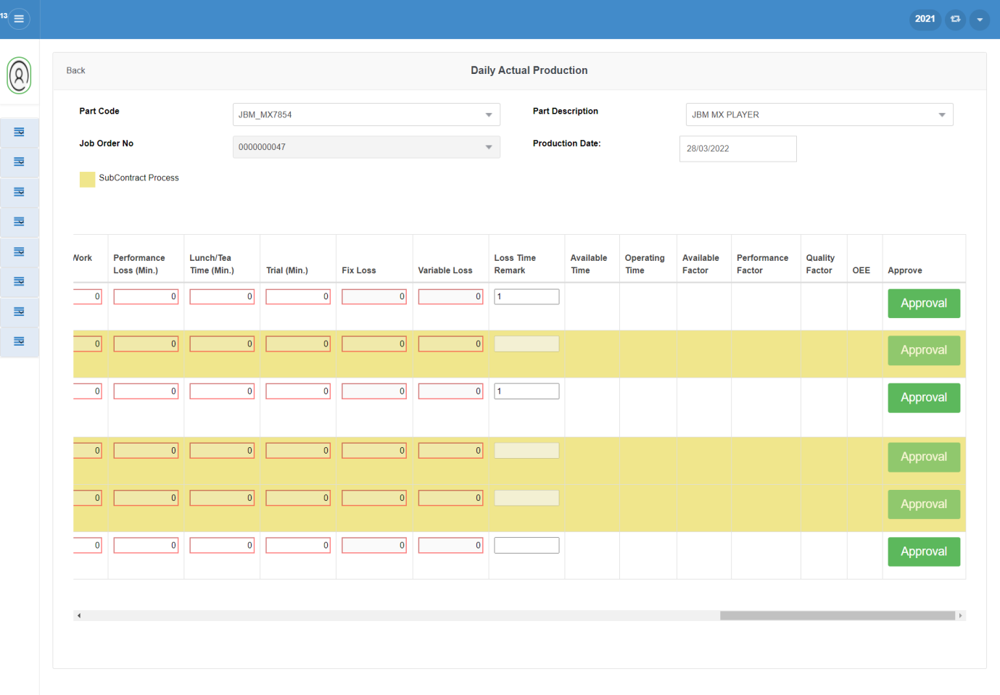 13
2021
Back
Daily Actual Production
Part Code
JBM_MX7854
Part Description
JBM MX PLAYER
Job Order No
0000000047
Production Date:
28/03/2022
SubContract Process
Work Performance Loss (Min.) Lunch/Tea Time (Min.) Trial (Min.) Fix Loss Variable Loss Loss Time Remark Available Time Operating Time Available Factor Performance Factor Quality Factor OEE Approve
0 0 0 0 0 0 1 Approval
0 0 0 0 0 0 Approval
0 0 0 0 0 0 1 Approval
0 0 0 0 0 0 Approval
0 0 0 0 0 0 Approval
0 0 0 0 0 0 Approval